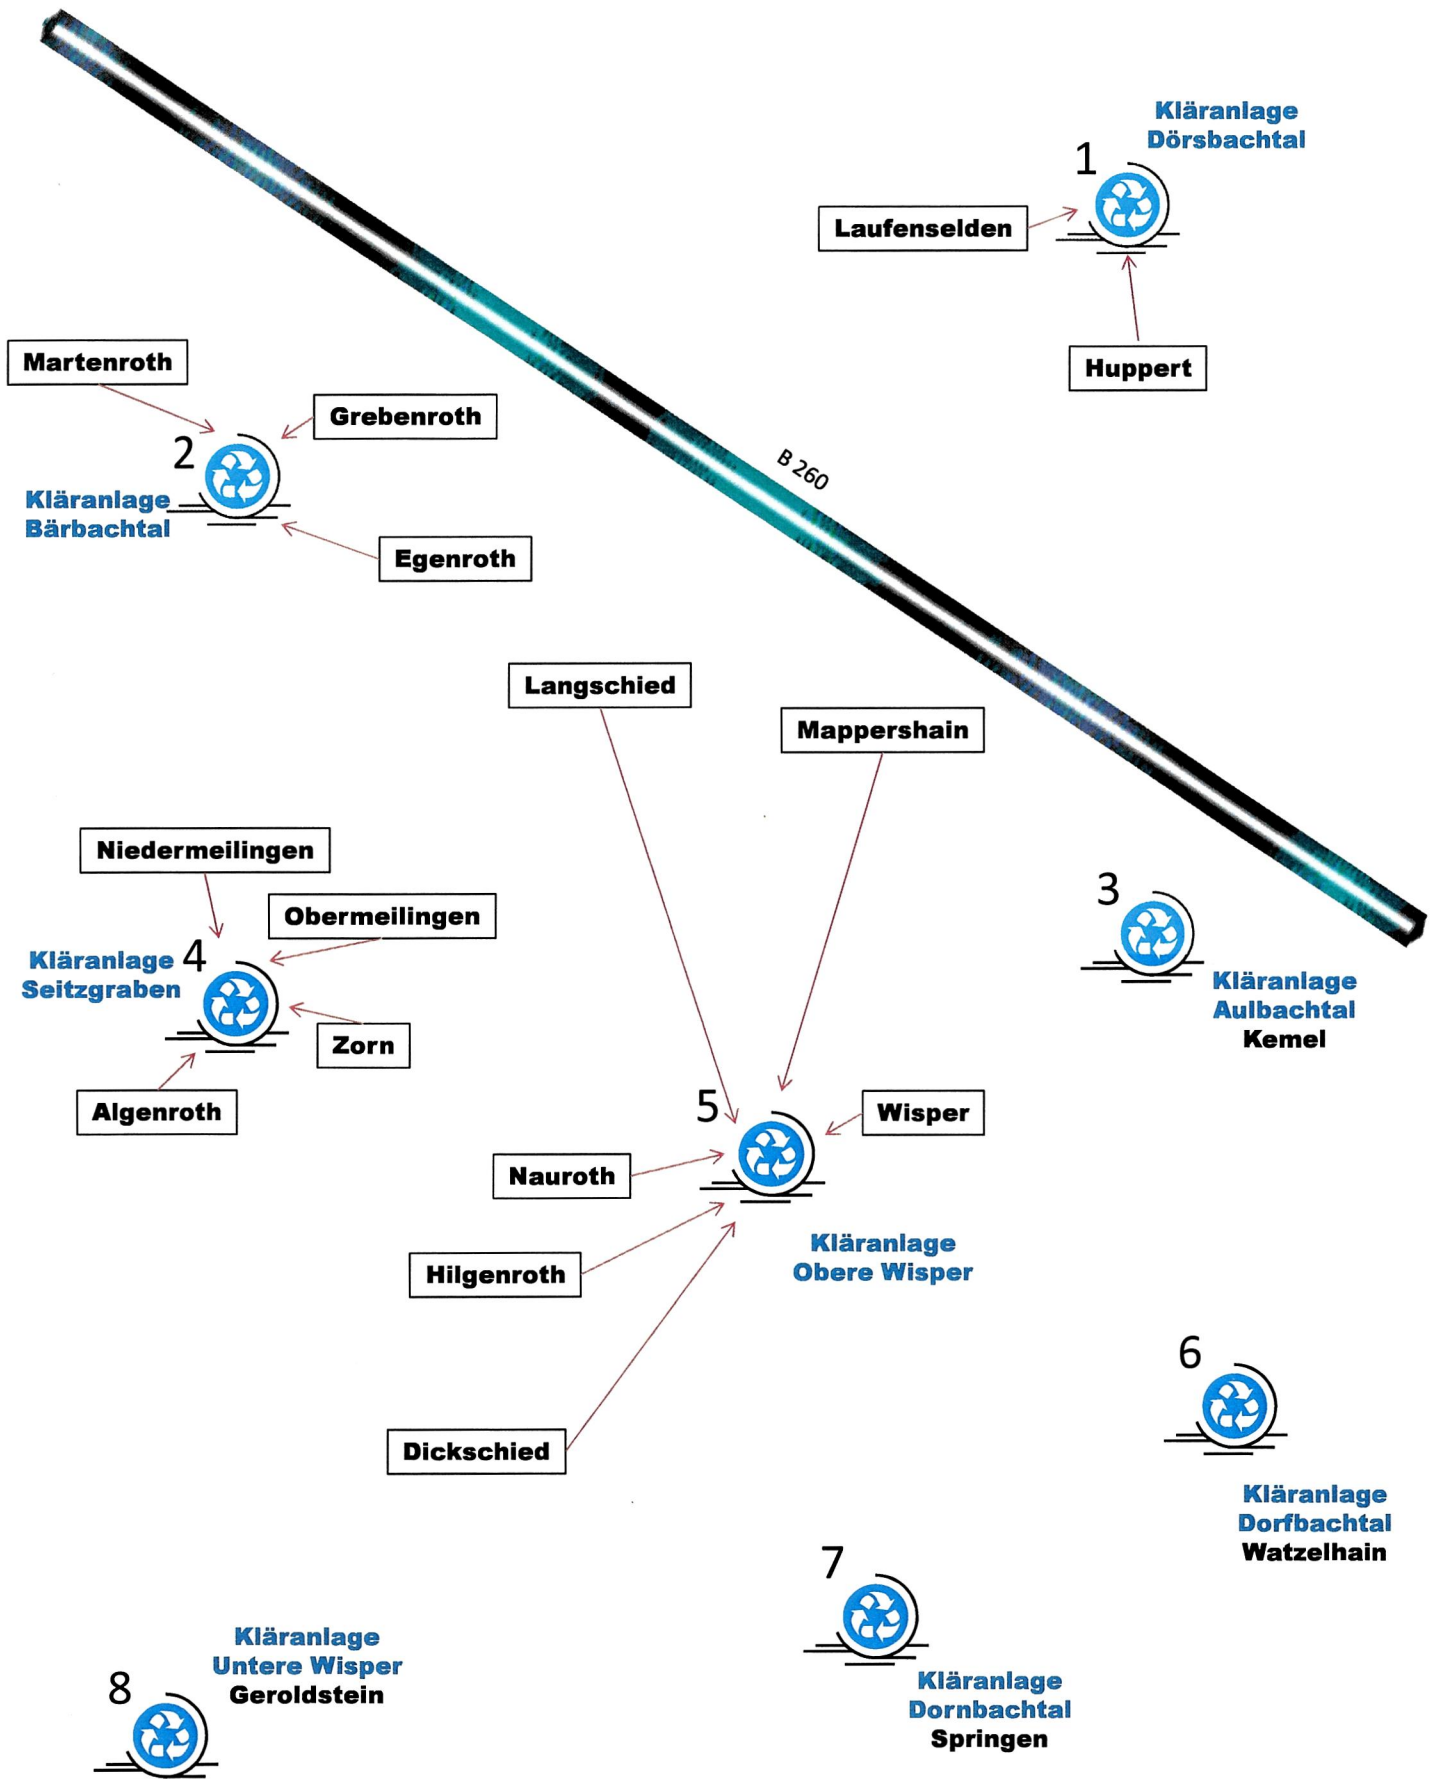 Kläranlage
Dörsbachtal
1
Laufenselden
Huppert
Martenroth
Grebenroth
2
Kläranlage
Bärbachtal
Egenroth
B 260
Langschied
Mappershain
Niedermeilingen
Obermeilingen
4
Kläranlage
Seitzgraben
Zorn
Algenroth
3
Kläranlage
Aulbachtal
Kemel
5
Wisper
Nauroth
Hilgenroth
Kläranlage
Obere Wisper
Dickschied
6
Kläranlage
Dorfbachtal
Watzelhain
7
Kläranlage
Dornbachtal
Springen
Kläranlage
Untere Wisper
Geroldstein
8